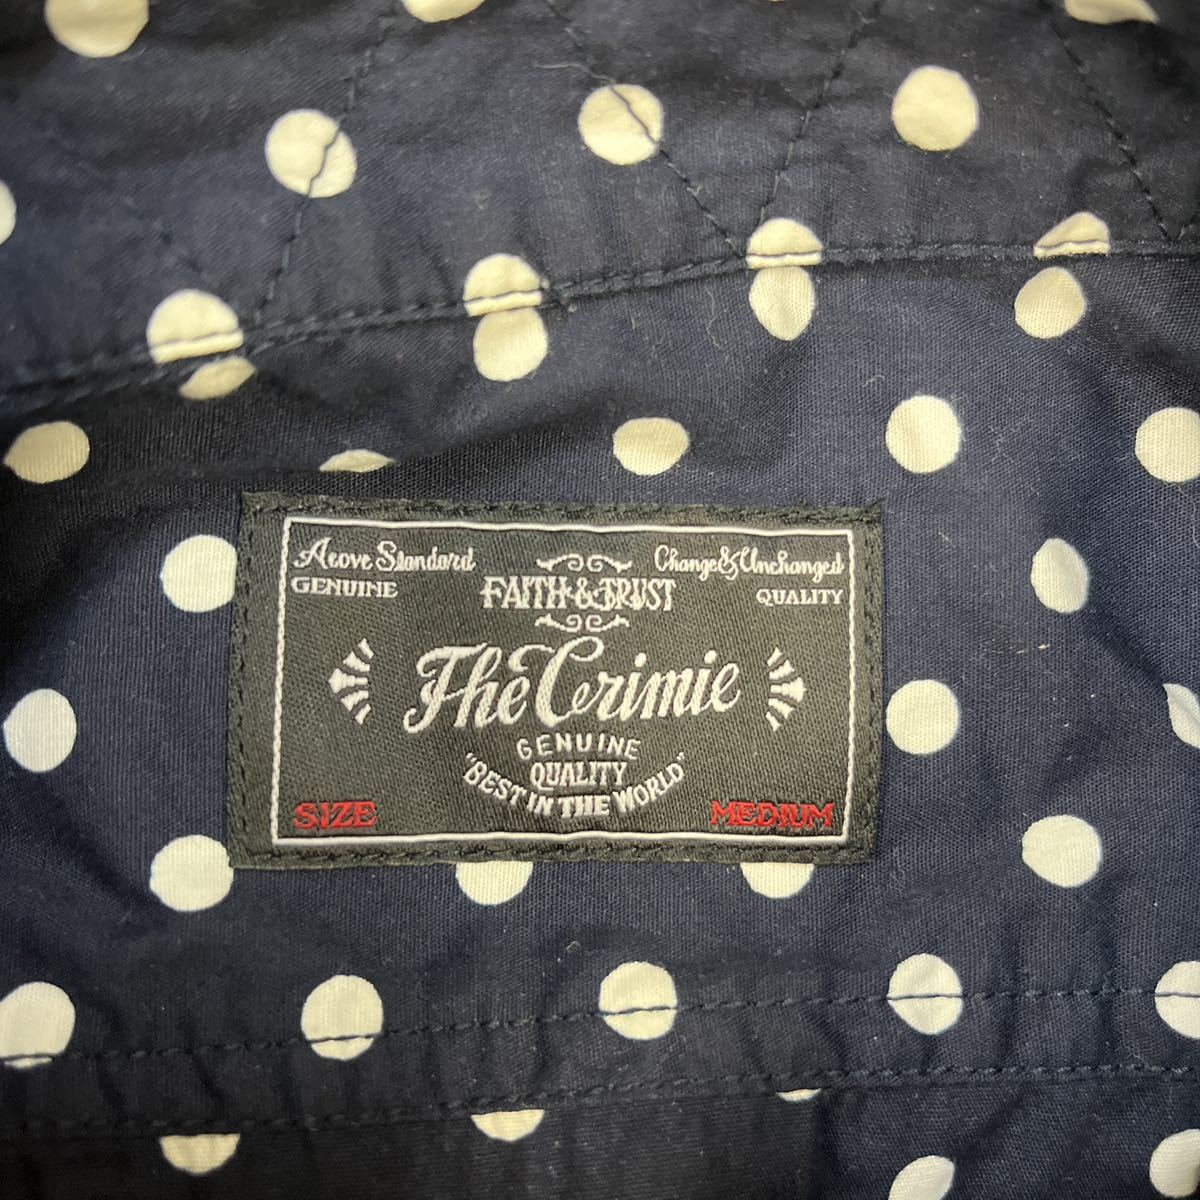 Above Standard
GENUINE
FAITH & TRUST
Change & Unchanged
QUALITY
The Crimie
GENUINE
QUALITY
"BEST IN THE WORLD"
SIZE
MEDIUM